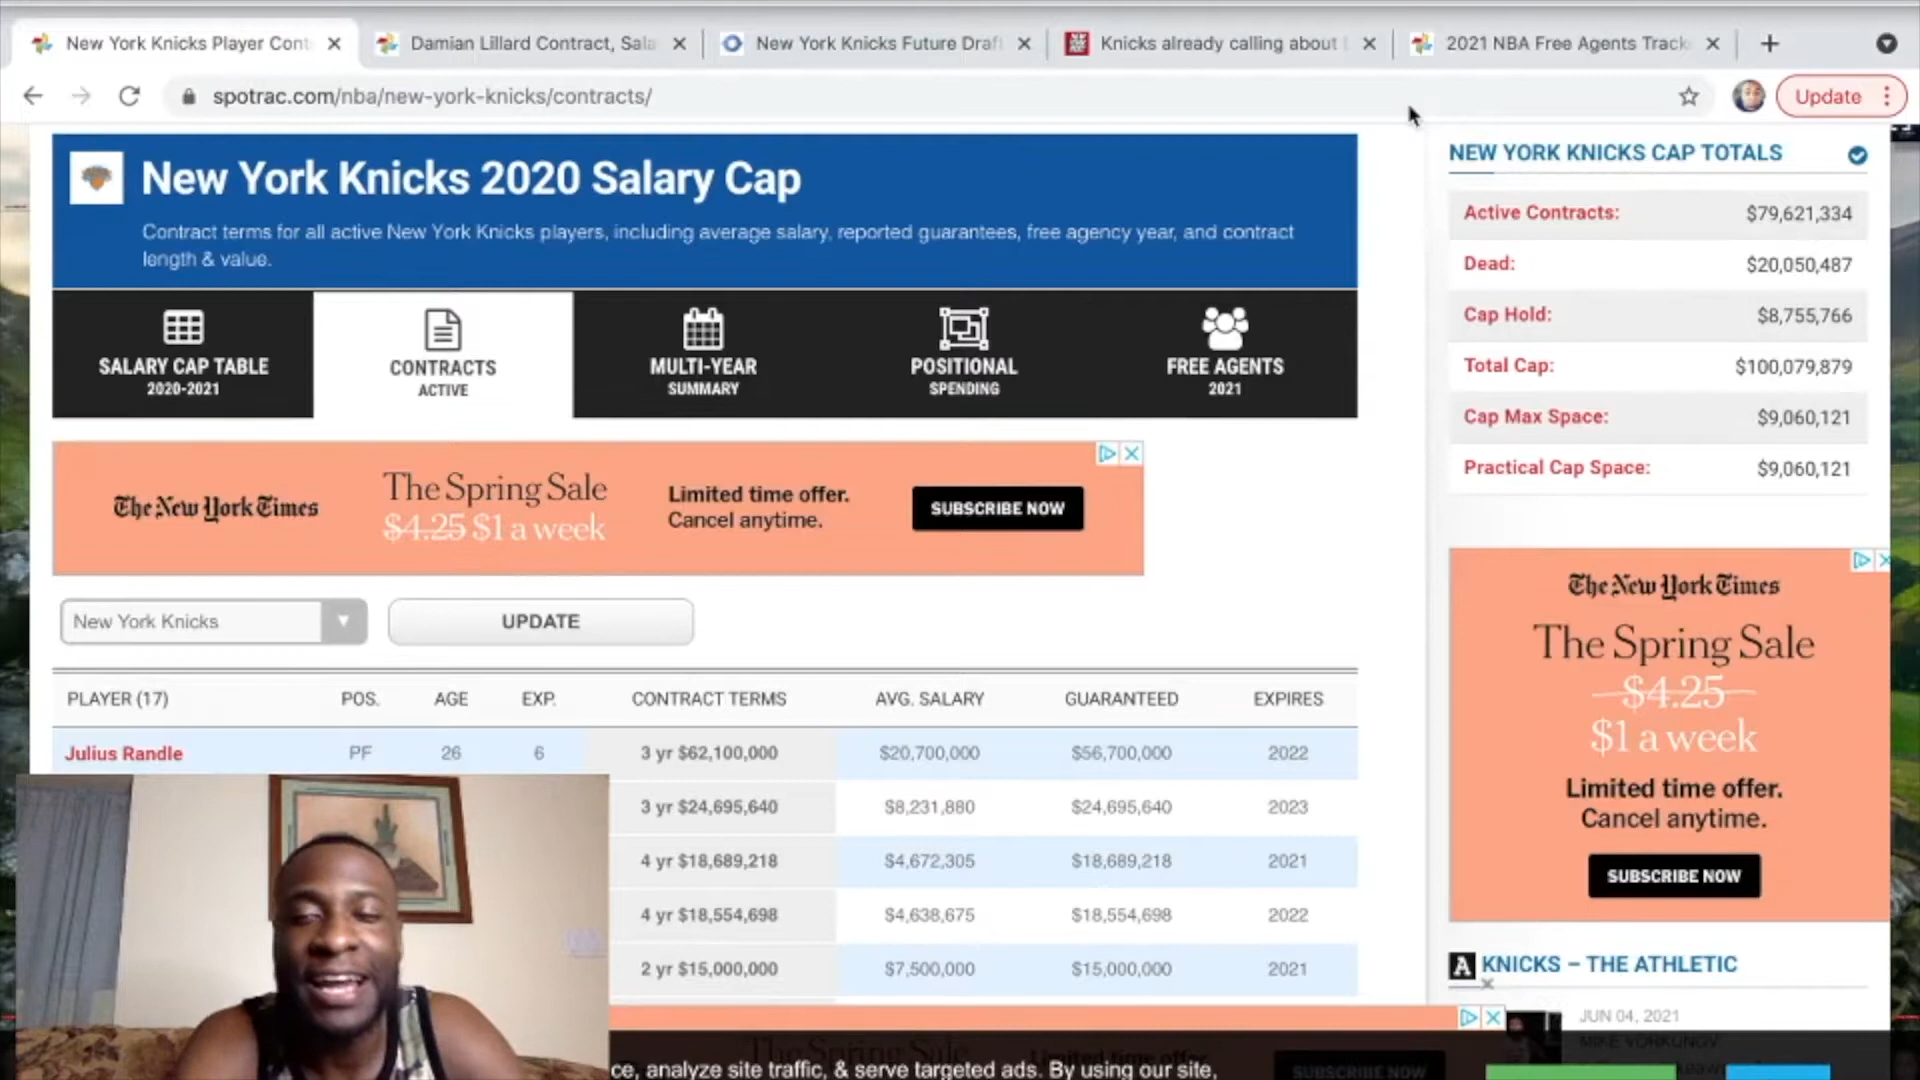 New York Knicks Player Cont
Damian Lillard Contract, Sala
New York Knicks Future Draf
Knicks already calling about
2021 NBA Free Agents Track
spotrac.com/nba/new-york-knicks/contracts/
Update
New York Knicks 2020 Salary Cap
Contract terms for all active New York Knicks players, including average salary, reported guarantees, free agency year, and contract
length & value.
SALARY CAP TABLE
2020-2021
CONTRACTS
ACTIVE
MULTI-YEAR
SUMMARY
POSITIONAL
SPENDING
FREE AGENTS
2021
NEW YORK KNICKS CAP TOTALS
Active Contracts: $79,621,334
Dead: $20,050,487
Cap Hold: $8,755,766
Total Cap: $100,079,879
Cap Max Space: $9,060,121
Practical Cap Space: $9,060,121
The New York Times
The Spring Sale
$4.25 $1 a week
Limited time offer.
Cancel anytime.
SUBSCRIBE NOW
New York Knicks
UPDATE
PLAYER (17) POS. AGE EXP. CONTRACT TERMS AVG. SALARY GUARANTEED EXPIRES
Julius Randle PF 26 6 3 yr $62,100,000 $20,700,000 $56,700,000 2022
3 yr $24,695,640 $8,231,880 $24,695,640 2023
4 yr $18,689,218 $4,672,305 $18,689,218 2021
4 yr $18,554,698 $4,638,675 $18,554,698 2022
2 yr $15,000,000 $7,500,000 $15,000,000 2021
The New York Times
The Spring Sale
$4.25
$1 a week
Limited time offer.
Cancel anytime.
SUBSCRIBE NOW
A KNICKS – THE ATHLETIC
JUN 04, 2021
MIKE VORKUNOV
The Spring Sale
Limited time offer.
SUBSCRIBE NOW
ce, analyze site traffic, & serve targeted ads. By using our site,